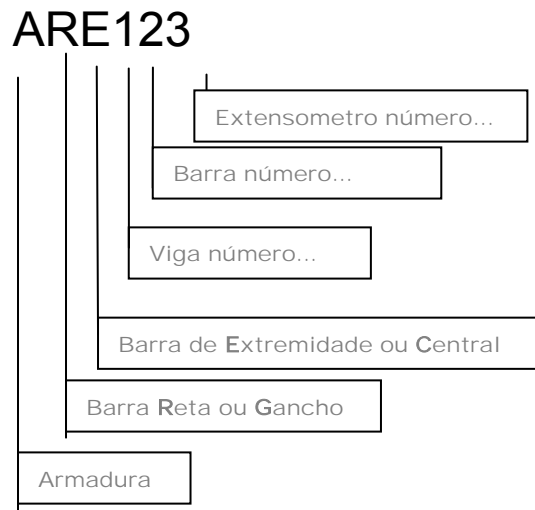 ARE123
Extensometro número...
Barra número...
Viga número...
Barra de Extremidade ou Central
Barra Reta ou Gancho
Armadura